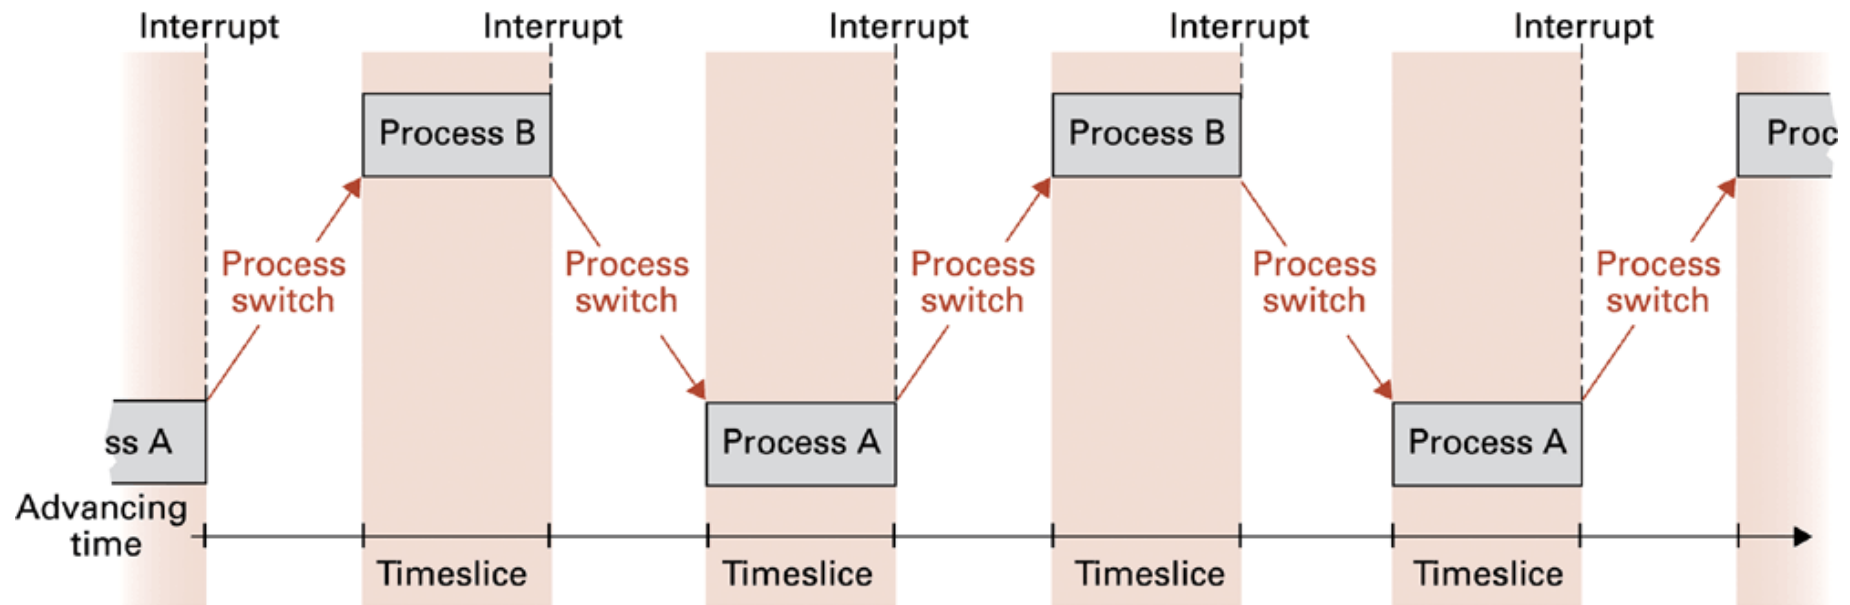 Interrupt
Interrupt
Interrupt
Interrupt
Interrupt
Process B
Process B
Proc
Process
switch
Process
switch
Process
switch
Process
switch
Process
switch
ss A
Process A
Process A
Advancing
time
Timeslice
Timeslice
Timeslice
Timeslice